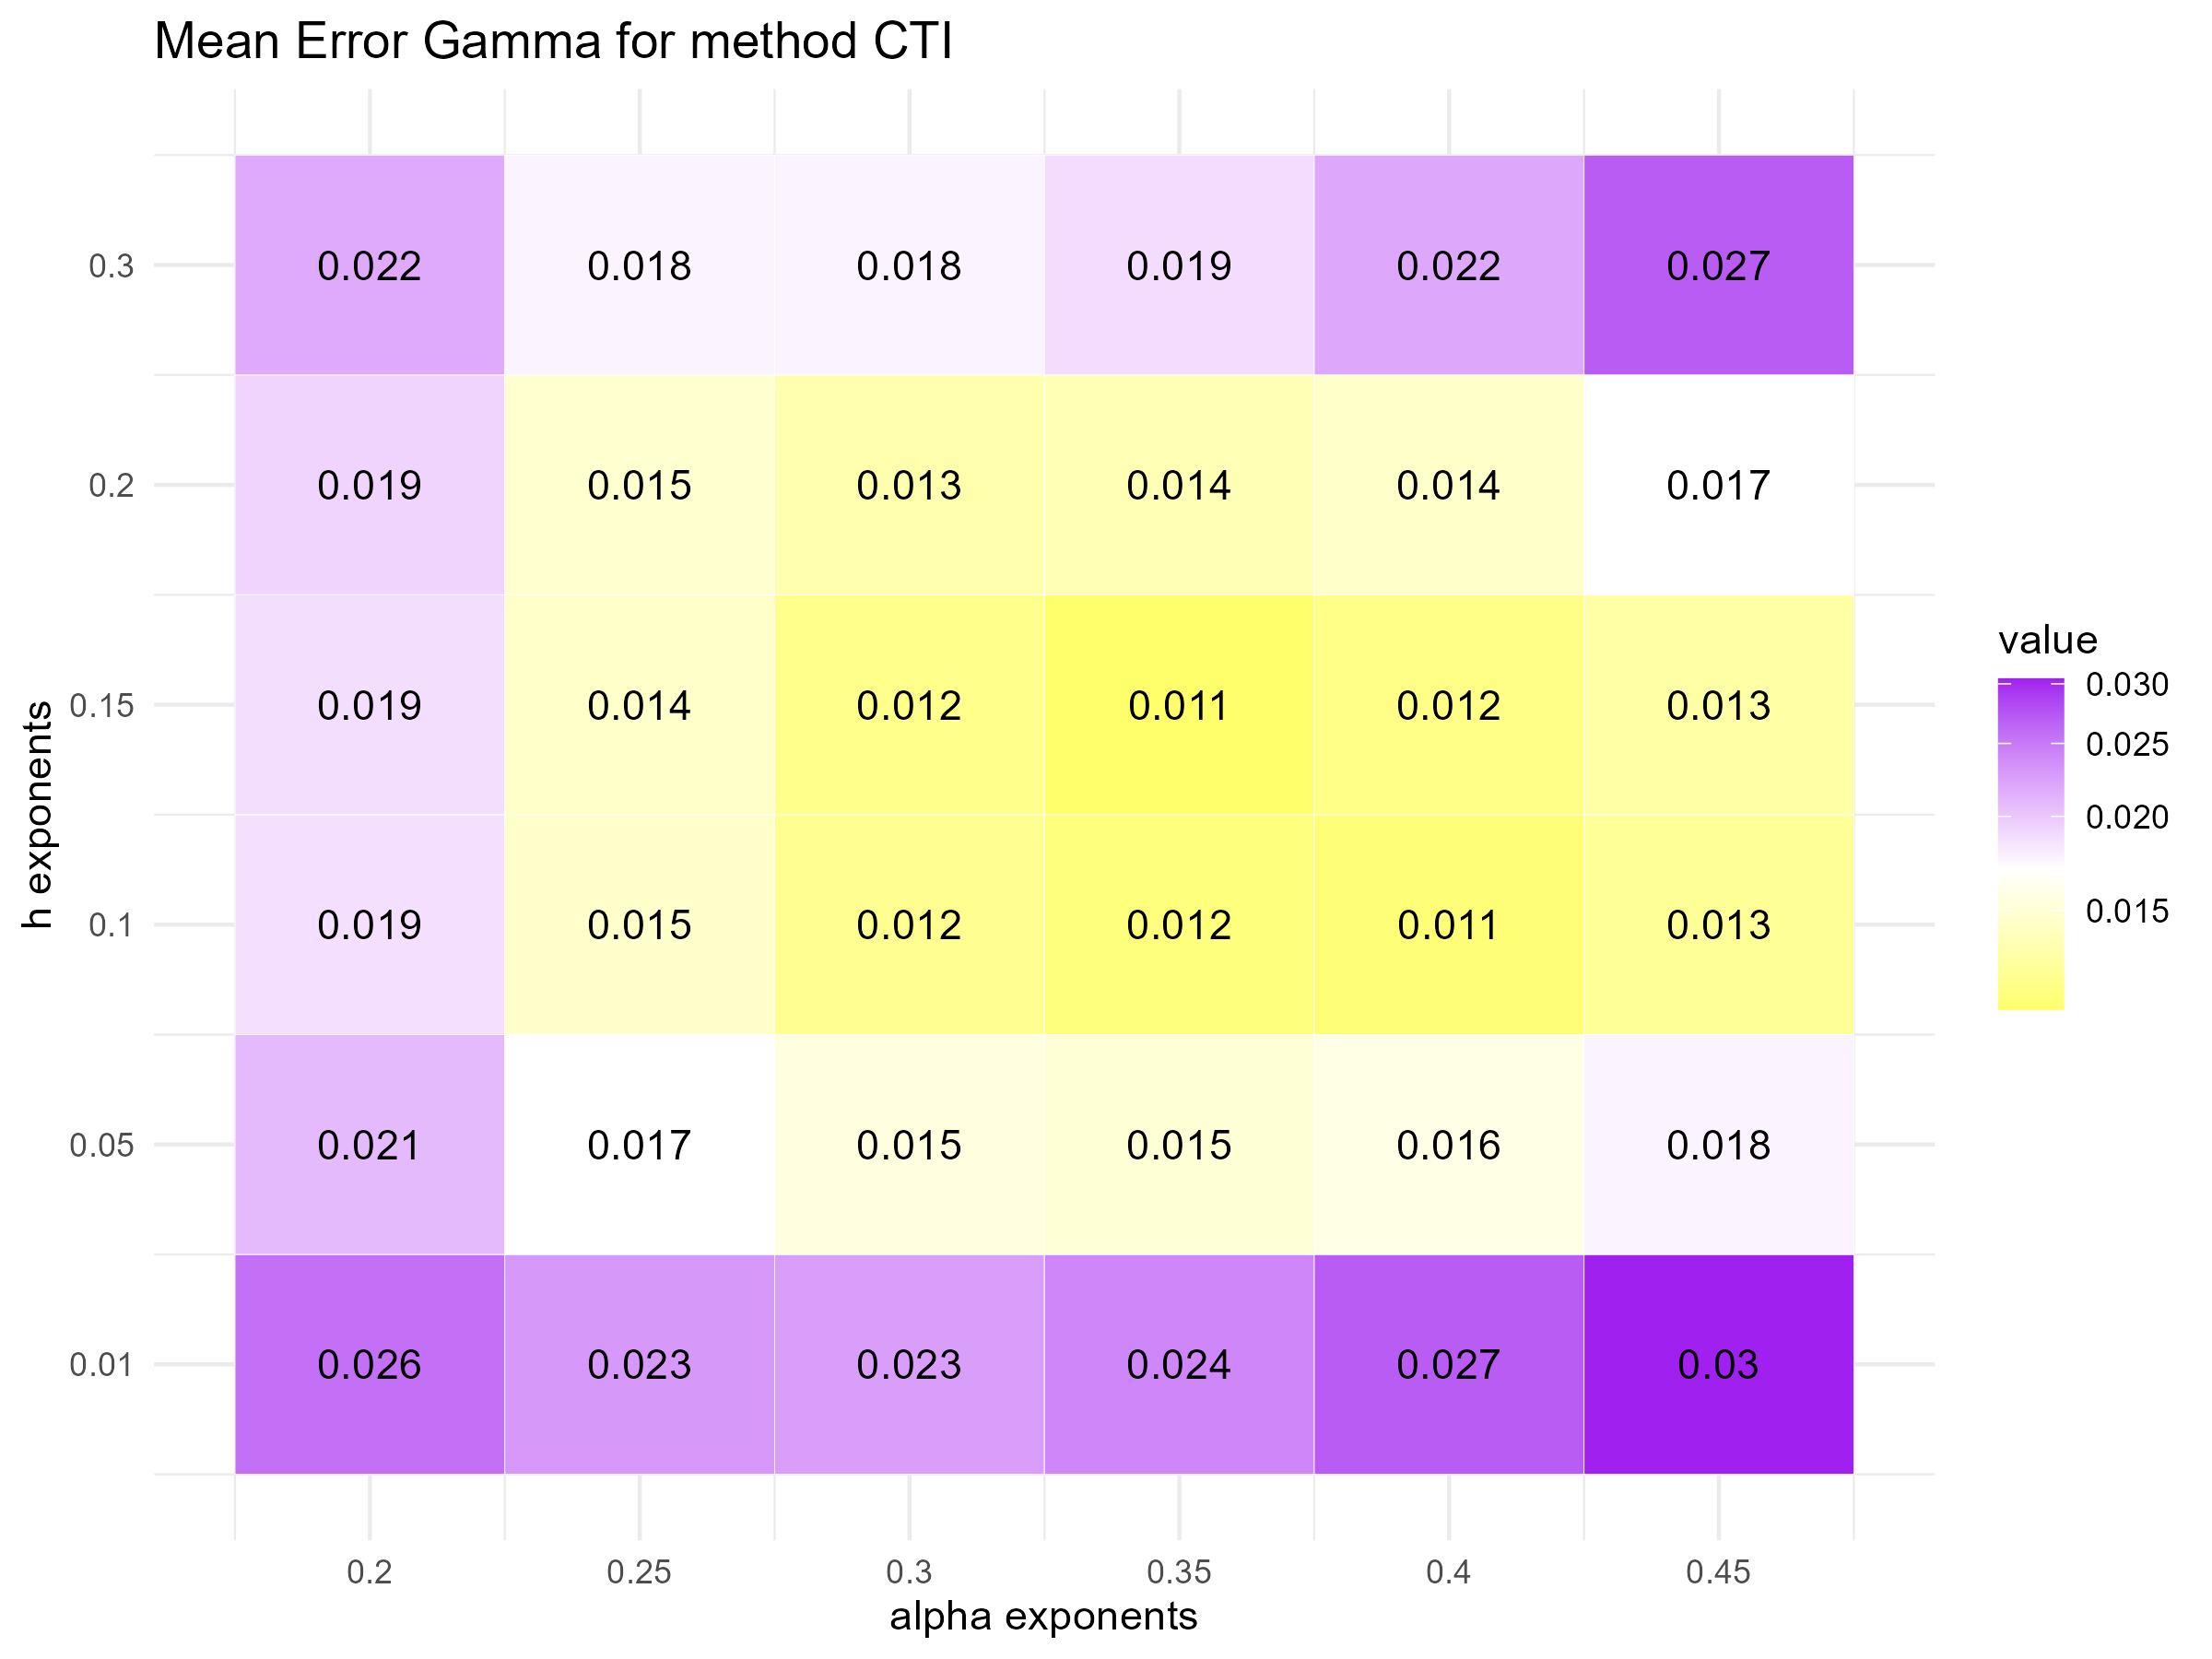 Mean Error Gamma for method CTI
0.3 0.022 0.018 0.018 0.019 0.022 0.027
0.2 0.019 0.015 0.013 0.014 0.014 0.017
0.15 0.019 0.014 0.012 0.011 0.012 0.013
0.1 0.019 0.015 0.012 0.012 0.011 0.013
0.05 0.021 0.017 0.015 0.015 0.016 0.018
0.01 0.026 0.023 0.023 0.024 0.027 0.03
0.2 0.25 0.3 0.35 0.4 0.45
alpha exponents
h exponents
value
0.030
0.025
0.020
0.015